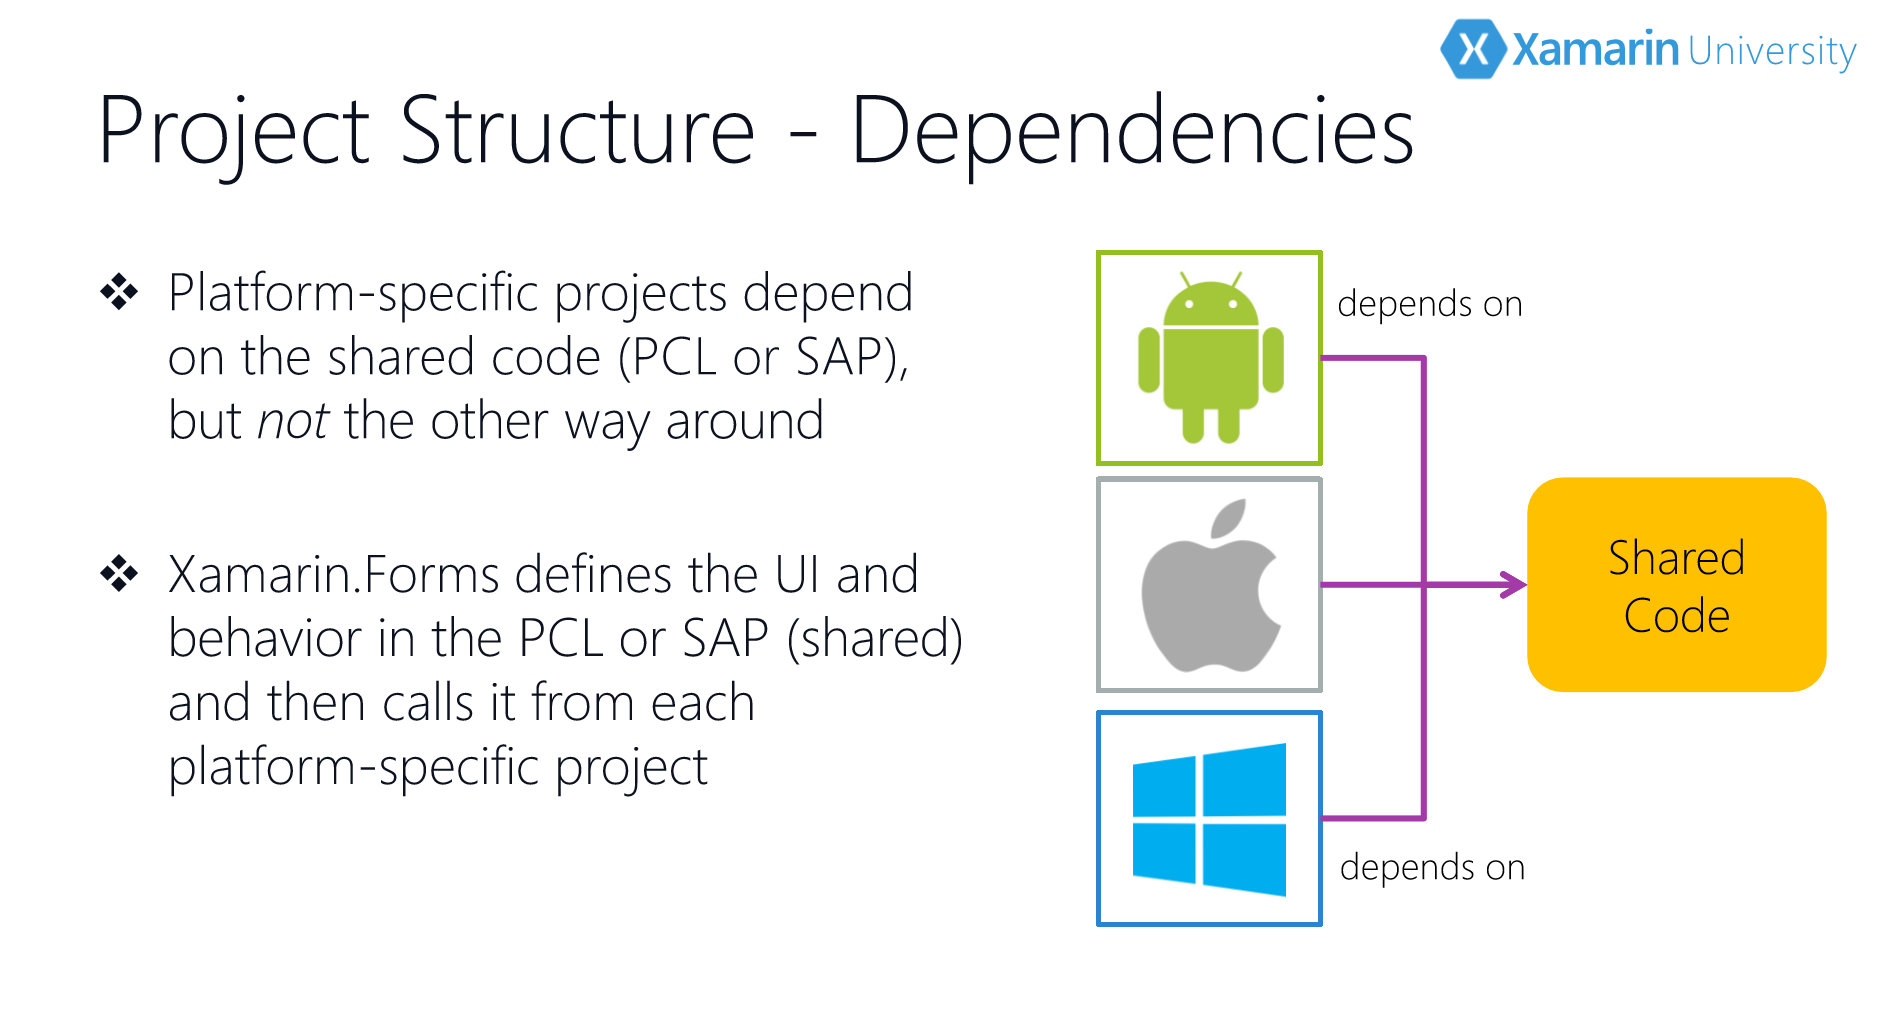 Xamarin University
Project Structure - Dependencies
❖ Platform-specific projects depend
on the shared code (PCL or SAP),
but not the other way around
❖ Xamarin.Forms defines the UI and
behavior in the PCL or SAP (shared)
and then calls it from each
platform-specific project
depends on
Shared
Code
depends on